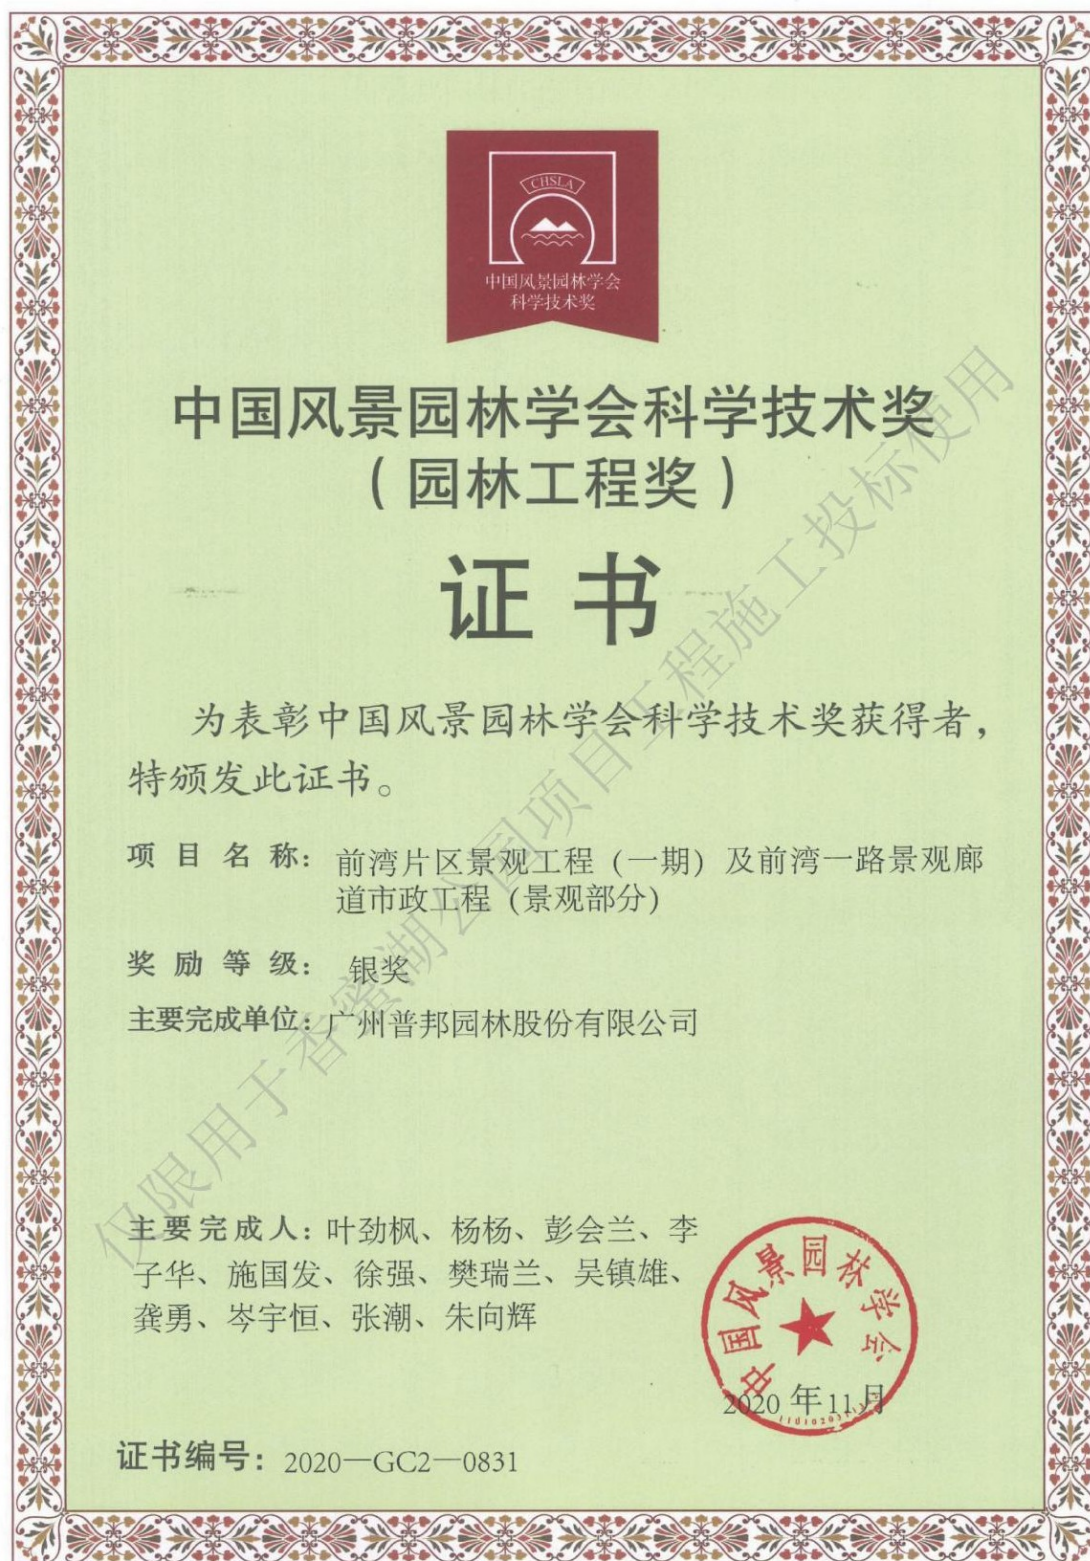 CHSLA
中国风景园林学会
科学技术奖
中国风景园林学会科学技术奖
（园林工程奖）
证书
为表彰中国风景园林学会科学技术奖获得者，
特颁发此证书。
项目名称：前湾片区景观工程（一期）及前湾一路景观廊
道市政工程（景观部分）
奖励等级：银奖
主要完成单位：广州普邦园林股份有限公司
主要完成人：叶劲枫、杨杨、彭会兰、李
子华、施国发、徐强、樊瑞兰、吴镇雄、
龚勇、岑宇恒、张潮、朱向辉
中国风景园林学会
2020年11月
证书编号：2020—GC2—0831
仅限用于香蜜湖公园项目工程施工投标使用